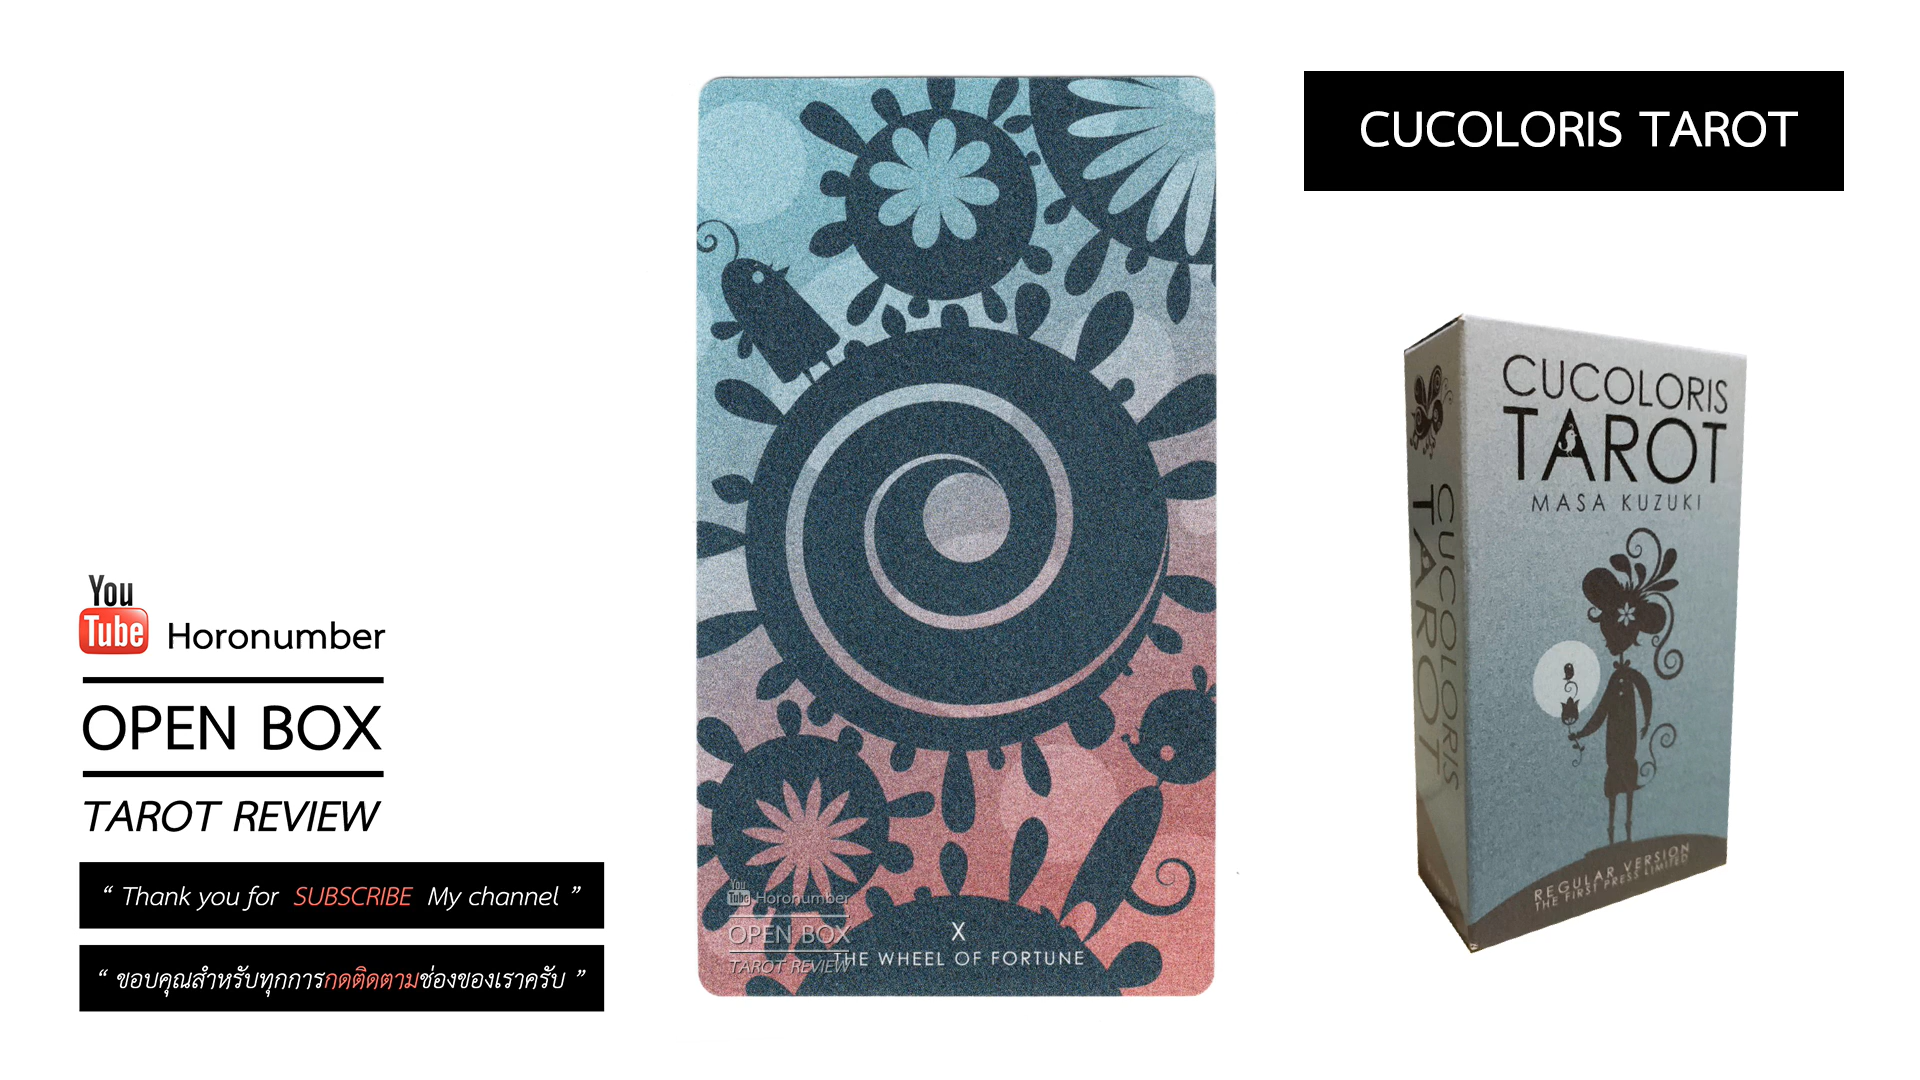 You
Tube Horonumber
OPEN BOX
TAROT REVIEW
“ Thank you for SUBSCRIBE My channel ”
“ ขอบคุณสำหรับทุกการกดติดตามช่องของเราครับ ”
You
Tube Horonumber
OPEN BOX
TAROT REVIEW
X
THE WHEEL OF FORTUNE
CUCOLORIS TAROT
CUCOLORIS
TAROT
MASA KUZUKI
REGULAR VERSION
THE FIRST PRESS LIMITED
CUCOLORIS
TAROT